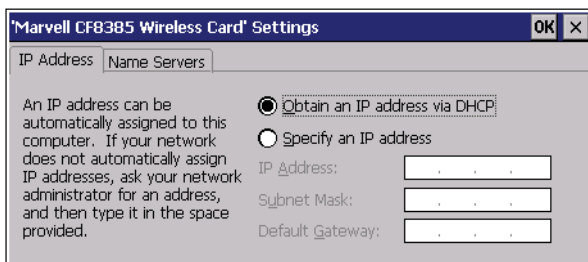 'Marvell CF8385 Wireless Card' Settings OK ×
IP Address Name Servers
An IP address can be
automatically assigned to this
computer. If your network
does not automatically assign
IP addresses, ask your network
administrator for an address,
and then type it in the space
provided.
Obtain an IP address via DHCP
Specify an IP address
IP Address:
Subnet Mask:
Default Gateway: